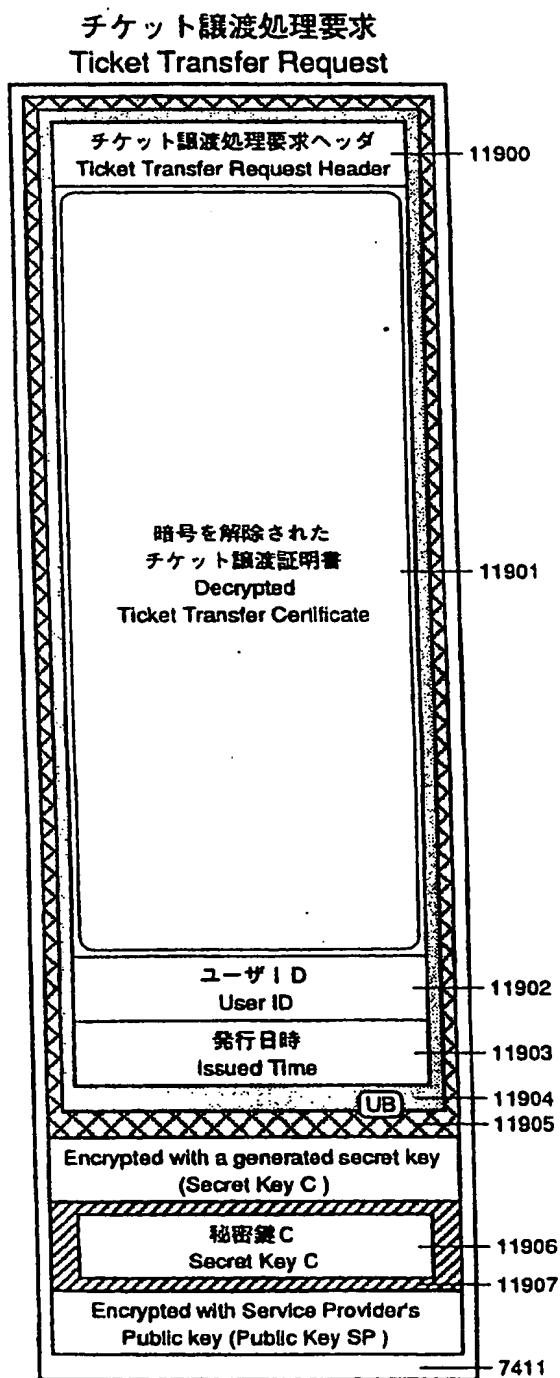 チケット譲渡処理要求
Ticket Transfer Request
チケット譲渡処理要求ヘッダ
Ticket Transfer Request Header
11900
暗号を解除された
チケット譲渡証明書
Decrypted
Ticket Transfer Certificate
11901
ユーザID
User ID
11902
発行日時
Issued Time
11903
11904
UB
11905
Encrypted with a generated secret key
(Secret Key C )
秘密鍵C
Secret Key C
11906
11907
Encrypted with Service Provider's
Public key (Public Key SP )
7411